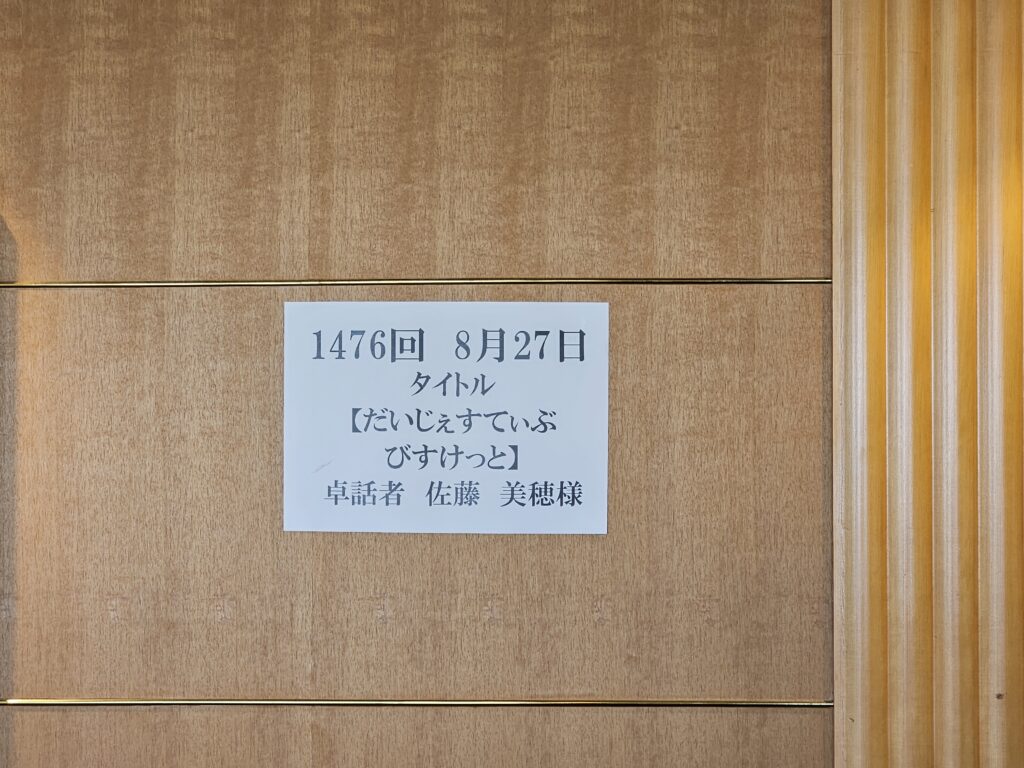 1476回 8月27日
タイトル
【だいじぇすてぃぶ
びすけっと】
卓話者 佐藤 美穂様